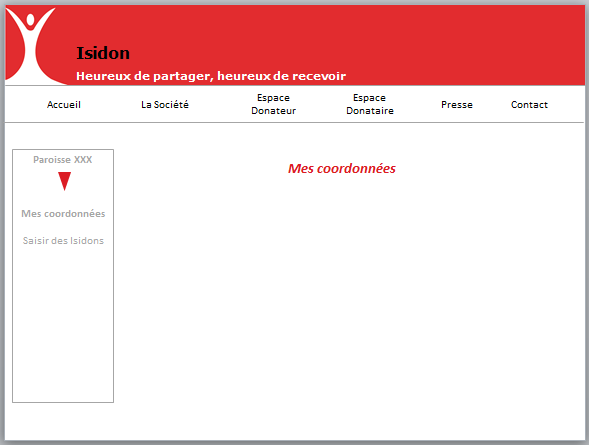 Isidon
Heureux de partager, heureux de recevoir
Accueil
La Société
Espace
Donateur
Espace
Donataire
Presse
Contact
Paroisse XXX
Mes coordonnées
Saisir des Isidons
Mes coordonnées